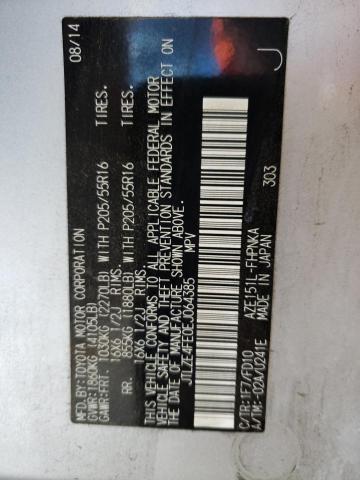 MFD.BY:TOYOTA MOTOR CORPORATION 08/14
GVWR:1860KG(4105LB)
GAWR:FRT. 1030KG (2270LB) WITH P205/55R16 TIRES.
16X6 1/2J RIMS,
RR. 855KG (1880LB) WITH P205/55R16 TIRES.
16X6 1/2J RIMS.
THIS VEHICLE CONFORMS TO ALL APPLICABLE FEDERAL MOTOR
VEHICLE SAFETY AND THEFT PREVENTION STANDARDS IN EFFECT ON
THE DATE OF MANUFACTURE SHOWN ABOVE.
JTLZE4FE0EJ064385 MPV
C/TR:1F7/FD10 AZE151L-FHPNKA 303 J
A/TM:-02A/U241E MADE IN JAPAN